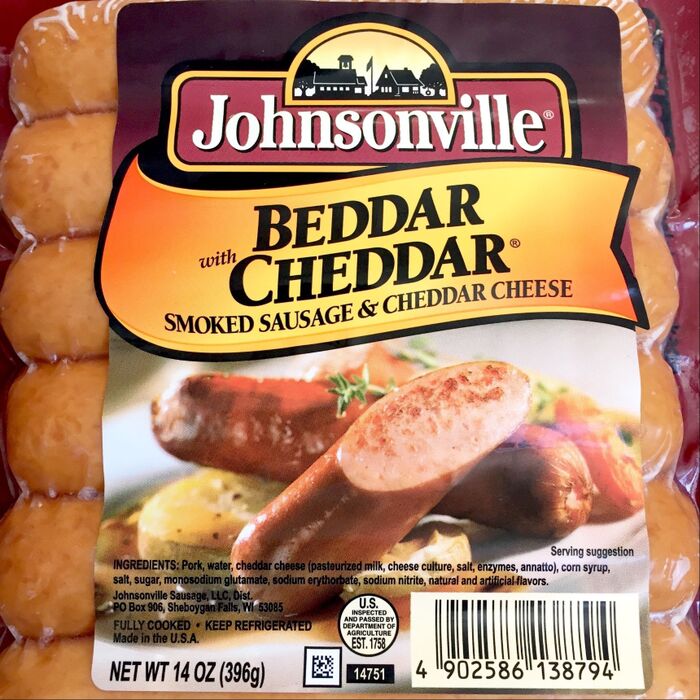 Johnsonville®
BEDDAR
with CHEDDAR®
SMOKED SAUSAGE & CHEDDAR CHEESE
Serving suggestion
INGREDIENTS: Pork, water, cheddar cheese (pasteurized milk, cheese culture, salt, enzymes, annatto), corn syrup,
salt, sugar, monosodium glutamate, sodium erythorbate, sodium nitrite, natural and artificial flavors.
Johnsonville Sausage, LLC, Dist.
PO Box 906, Sheboygan Falls, WI 53085
FULLY COOKED • KEEP REFRIGERATED
Made in the U.S.A.
NET WT 14 OZ (396g)
U.S.
INSPECTED
AND PASSED BY
DEPARTMENT OF
AGRICULTURE
EST. 1758
14751
4 902586 138794